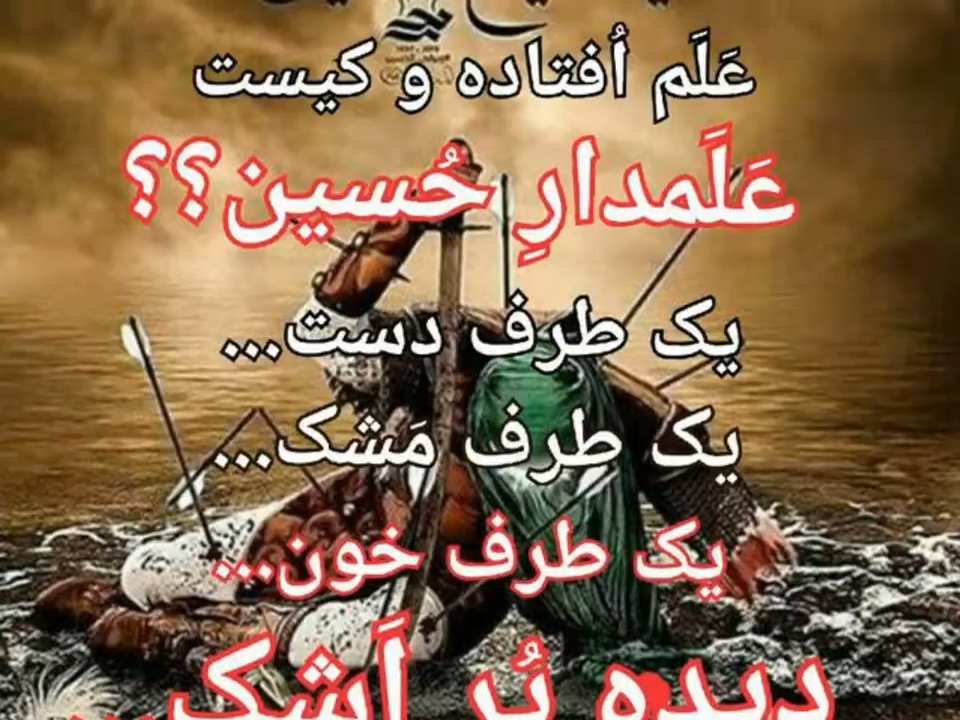 عَلَم اُفتاده و کیست
عَلَمدارِ حُسین؟؟
یک طرف دست...
یک طرف مَشک...
یک طرف خون...
دیده پُر اَشک...